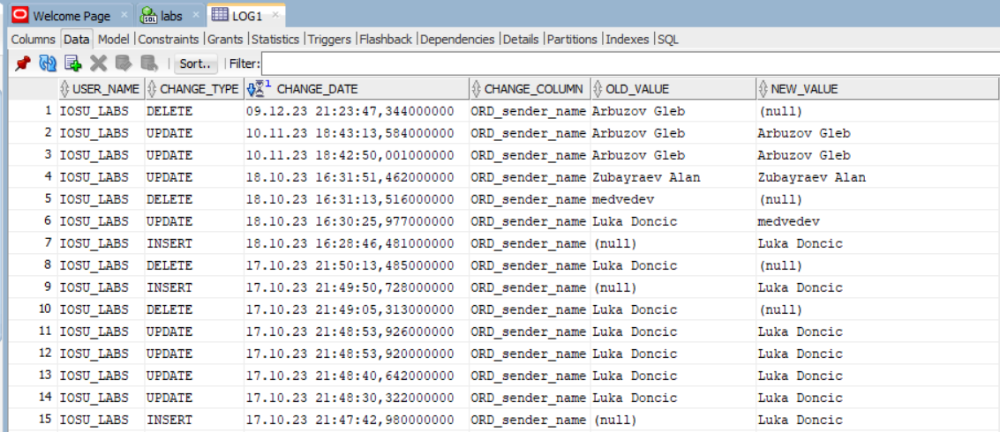 Welcome Page labs LOG1
Columns Data Model Constraints Grants Statistics Triggers Flashback Dependencies Details Partitions Indexes SQL
Sort.. Filter:
USER_NAME CHANGE_TYPE 1 CHANGE_DATE CHANGE_COLUMN OLD_VALUE NEW_VALUE
1 IOSU_LABS DELETE 09.12.23 21:23:47,344000000 ORD_sender_name Arbuzov Gleb (null)
2 IOSU_LABS UPDATE 10.11.23 18:43:13,584000000 ORD_sender_name Arbuzov Gleb Arbuzov Gleb
3 IOSU_LABS UPDATE 10.11.23 18:42:50,001000000 ORD_sender_name Arbuzov Gleb Arbuzov Gleb
4 IOSU_LABS UPDATE 18.10.23 16:31:51,462000000 ORD_sender_name Zubayraev Alan Zubayraev Alan
5 IOSU_LABS DELETE 18.10.23 16:31:13,516000000 ORD_sender_name medvedev (null)
6 IOSU_LABS UPDATE 18.10.23 16:30:25,977000000 ORD_sender_name Luka Doncic medvedev
7 IOSU_LABS INSERT 18.10.23 16:28:46,481000000 ORD_sender_name (null) Luka Doncic
8 IOSU_LABS DELETE 17.10.23 21:50:13,485000000 ORD_sender_name Luka Doncic (null)
9 IOSU_LABS INSERT 17.10.23 21:49:50,728000000 ORD_sender_name (null) Luka Doncic
10 IOSU_LABS DELETE 17.10.23 21:49:05,313000000 ORD_sender_name Luka Doncic (null)
11 IOSU_LABS UPDATE 17.10.23 21:48:53,926000000 ORD_sender_name Luka Doncic Luka Doncic
12 IOSU_LABS UPDATE 17.10.23 21:48:53,920000000 ORD_sender_name Luka Doncic Luka Doncic
13 IOSU_LABS UPDATE 17.10.23 21:48:40,642000000 ORD_sender_name Luka Doncic Luka Doncic
14 IOSU_LABS UPDATE 17.10.23 21:48:30,322000000 ORD_sender_name Luka Doncic Luka Doncic
15 IOSU_LABS INSERT 17.10.23 21:47:42,980000000 ORD_sender_name (null) Luka Doncic